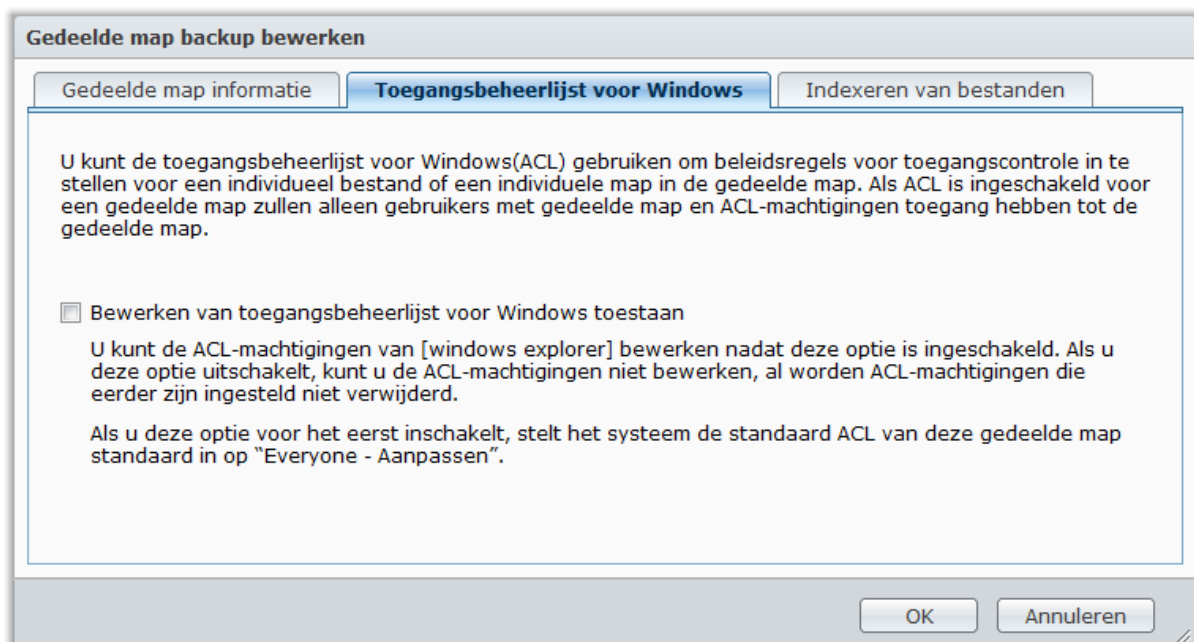 Gedeelde map backup bewerken
Gedeelde map informatie
Toegangsbeheerlijst voor Windows
Indexeren van bestanden
U kunt de toegangsbeheerlijst voor Windows(ACL) gebruiken om beleidsregels voor toegangscontrole in te
stellen voor een individueel bestand of een individuele map in de gedeelde map. Als ACL is ingeschakeld voor
een gedeelde map zullen alleen gebruikers met gedeelde map en ACL-machtigingen toegang hebben tot de
gedeelde map.
Bewerken van toegangsbeheerlijst voor Windows toestaan
U kunt de ACL-machtigingen van [windows explorer] bewerken nadat deze optie is ingeschakeld. Als u
deze optie uitschakelt, kunt u de ACL-machtigingen niet bewerken, al worden ACL-machtigingen die
eerder zijn ingesteld niet verwijderd.
Als u deze optie voor het eerst inschakelt, stelt het systeem de standaard ACL van deze gedeelde map
standaard in op “Everyone - Aanpassen”.
OK
Annuleren